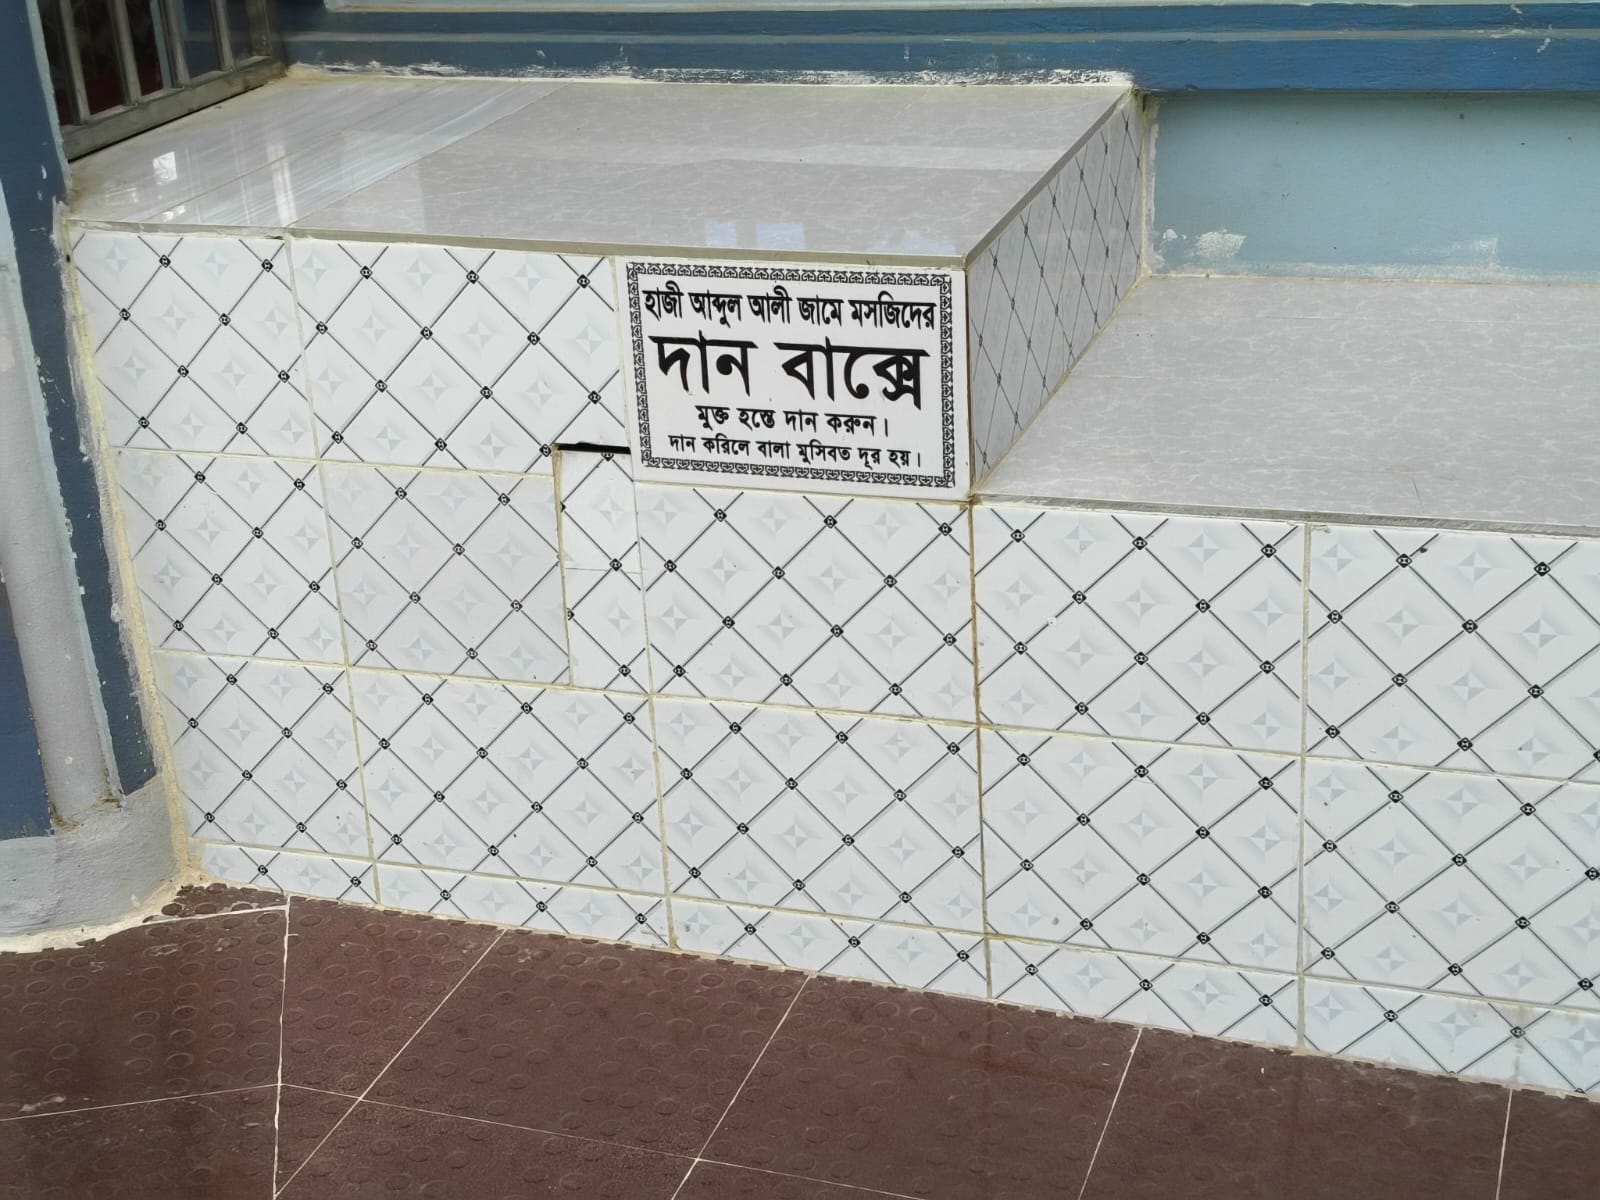 হাজী আব্দুল আলী জামে মসজিদের
দান বাক্সে
মুক্ত হস্তে দান করুন।
দান করিলে বালা মুসিবত দূর হয়।